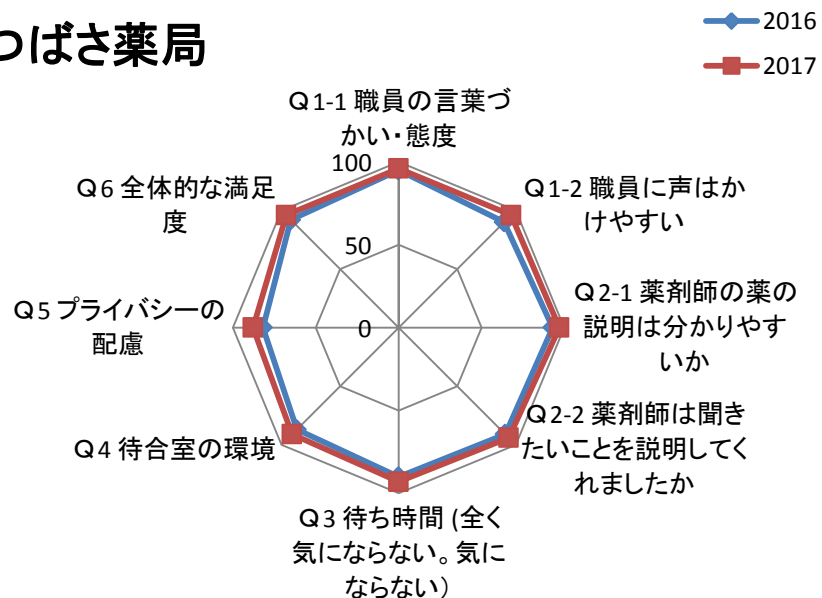 つばさ薬局
2016
2017
Q1-1 職員の言葉づ
かい・態度
Q1-2 職員に声はか
けやすい
Q2-1 薬剤師の薬の
説明は分かりやす
いか
Q2-2 薬剤師は聞き
たいことを説明してく
れましたか
Q3 待ち時間 (全く
気にならない。気に
ならない）
Q4 待合室の環境
Q5 プライバシーの
配慮
Q6 全体的な満足
度
100
50
0